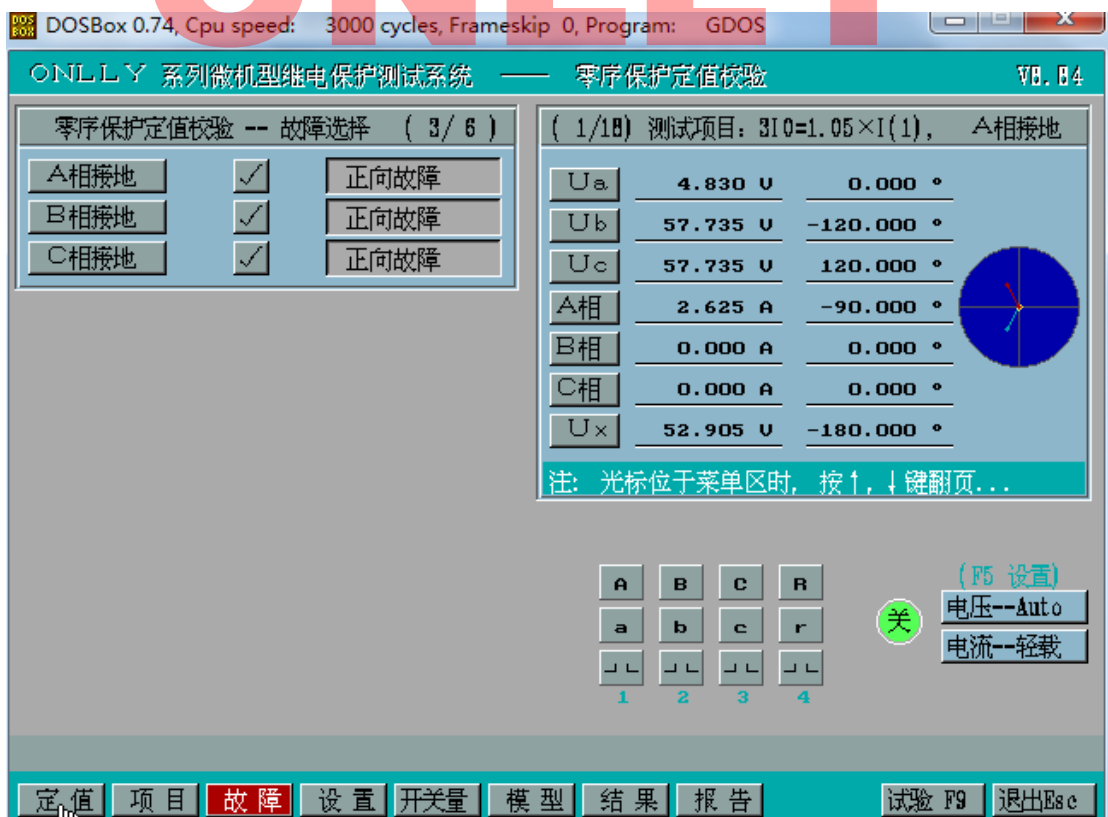 ONLLY
DOSBox 0.74, Cpu speed: 3000 cycles, Frameskip 0, Program: GDOS
ONLLY 系列微机型继电保护测试系统 —— 零序保护定值校验 V8.84
零序保护定值校验 -- 故障选择 ( 3/ 6 )
A相接地 ✓ 正向故障
B相接地 ✓ 正向故障
C相接地 ✓ 正向故障
( 1/18) 测试项目: 3I0=1.05×I(1), A相接地
Ua 4.830 V 0.000 °
Ub 57.735 V -120.000 °
Uc 57.735 V 120.000 °
A相 2.625 A -90.000 °
B相 0.000 A 0.000 °
C相 0.000 A 0.000 °
Ux 52.905 V -180.000 °
注: 光标位于菜单区时, 按↑,↓键翻页...
A B C R
a b c r
1 2 3 4
关
(F5 设置)
电压--Auto
电流--轻载
定值 项目 故障 设置 开关量 模型 结果 报告 试验 F9 退出Esc